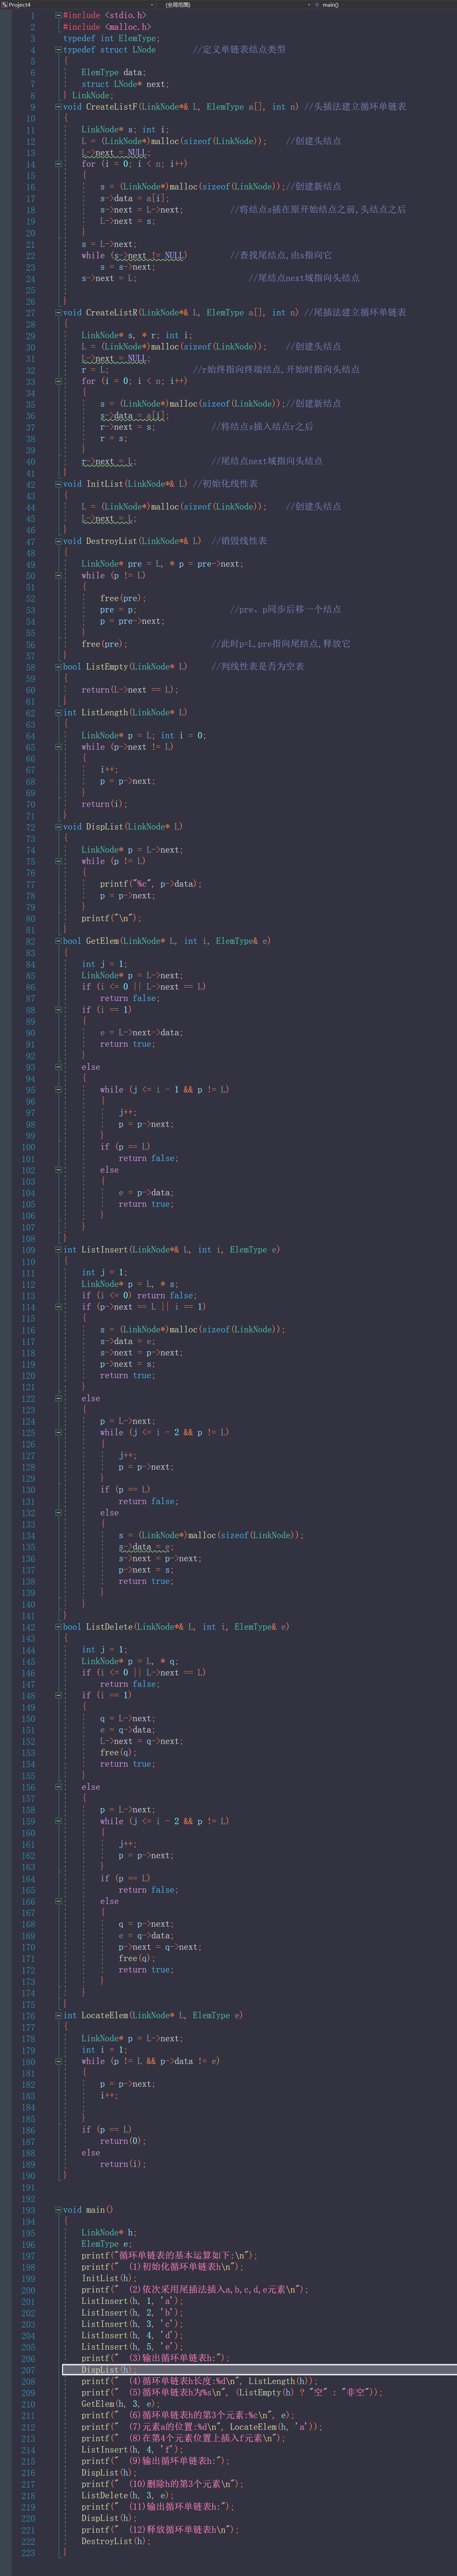 Project4 (全局范围) main()
1 #include <stdio.h>
2 #include <malloc.h>
3 typedef int ElemType;
4 typedef struct LNode //定义单链表结点类型
5 {
6 ElemType data;
7 struct LNode* next;
8 } LinkNode;
9 void CreateListF(LinkNode*& L, ElemType a[], int n) //头插法建立循环单链表
10 {
11 LinkNode* s; int i;
12 L = (LinkNode*)malloc(sizeof(LinkNode)); //创建头结点
13 L->next = NULL;
14 for (i = 0; i < n; i++)
15 {
16 s = (LinkNode*)malloc(sizeof(LinkNode));//创建新结点
17 s->data = a[i];
18 s->next = L->next; //将结点s插在原开始结点之前,头结点之后
19 L->next = s;
20 }
21 s = L->next;
22 while (s->next != NULL) //查找尾结点,由s指向它
23 s = s->next;
24 s->next = L; //尾结点next域指向头结点
25
26 }
27 void CreateListR(LinkNode*& L, ElemType a[], int n) //尾插法建立循环单链表
28 {
29 LinkNode* s, * r; int i;
30 L = (LinkNode*)malloc(sizeof(LinkNode)); //创建头结点
31 L->next = NULL;
32 r = L; //r始终指向终端结点,开始时指向头结点
33 for (i = 0; i < n; i++)
34 {
35 s = (LinkNode*)malloc(sizeof(LinkNode));//创建新结点
36 s->data = a[i];
37 r->next = s; //将结点s插入结点r之后
38 r = s;
39 }
40 r->next = L; //尾结点next域指向头结点
41 }
42 void InitList(LinkNode*& L) //初始化线性表
43 {
44 L = (LinkNode*)malloc(sizeof(LinkNode)); //创建头结点
45 L->next = L;
46 }
47 void DestroyList(LinkNode*& L) //销毁线性表
48 {
49 LinkNode* pre = L, * p = pre->next;
50 while (p != L)
51 {
52 free(pre);
53 pre = p; //pre、p同步后移一个结点
54 p = pre->next;
55 }
56 free(pre); //此时p=L,pre指向尾结点,释放它
57 }
58 bool ListEmpty(LinkNode* L) //判线性表是否为空表
59 {
60 return(L->next == L);
61 }
62 int ListLength(LinkNode* L)
63 {
64 LinkNode* p = L; int i = 0;
65 while (p->next != L)
66 {
67 i++;
68 p = p->next;
69 }
70 return(i);
71 }
72 void DispList(LinkNode* L)
73 {
74 LinkNode* p = L->next;
75 while (p != L)
76 {
77 printf("%c", p->data);
78 p = p->next;
79 }
80 printf("\n");
81 }
82 bool GetElem(LinkNode* L, int i, ElemType& e)
83 {
84 int j = 1;
85 LinkNode* p = L->next;
86 if (i <= 0 || L->next == L)
87 return false;
88 if (i == 1)
89 {
90 e = L->next->data;
91 return true;
92 }
93 else
94 {
95 while (j <= i - 1 && p != L)
96 {
97 j++;
98 p = p->next;
99 }
100 if (p == L)
101 return false;
102 else
103 {
104 e = p->data;
105 return true;
106 }
107 }
108 }
109 int ListInsert(LinkNode*& L, int i, ElemType e)
110 {
111 int j = 1;
112 LinkNode* p = L, * s;
113 if (i <= 0) return false;
114 if (p->next == L || i == 1)
115 {
116 s = (LinkNode*)malloc(sizeof(LinkNode));
117 s->data = e;
118 s->next = p->next;
119 p->next = s;
120 return true;
121 }
122 else
123 {
124 p = L->next;
125 while (j <= i - 2 && p != L)
126 {
127 j++;
128 p = p->next;
129 }
130 if (p == L)
131 return false;
132 else
133 {
134 s = (LinkNode*)malloc(sizeof(LinkNode));
135 s->data = e;
136 s->next = p->next;
137 p->next = s;
138 return true;
139 }
140 }
141 }
142 bool ListDelete(LinkNode*& L, int i, ElemType& e)
143 {
144 int j = 1;
145 LinkNode* p = L, * q;
146 if (i <= 0 || L->next == L)
147 return false;
148 if (i == 1)
149 {
150 q = L->next;
151 e = q->data;
152 L->next = q->next;
153 free(q);
154 return true;
155 }
156 else
157 {
158 p = L->next;
159 while (j <= i - 2 && p != L)
160 {
161 j++;
162 p = p->next;
163 }
164 if (p == L)
165 return false;
166 else
167 {
168 q = p->next;
169 e = q->data;
170 p->next = q->next;
171 free(q);
172 return true;
173 }
174 }
175 }
176 int LocateElem(LinkNode* L, ElemType e)
177 {
178 LinkNode* p = L->next;
179 int i = 1;
180 while (p != L && p->data != e)
181 {
182 p = p->next;
183 i++;
184
185 }
186 if (p == L)
187 return(0);
188 else
189 return(i);
190 }
191
192
193 void main()
194 {
195 LinkNode* h;
196 ElemType e;
197 printf("循环单链表的基本运算如下:\n");
198 printf(" (1)初始化循环单链表h\n");
199 InitList(h);
200 printf(" (2)依次采用尾插法插入a,b,c,d,e元素\n");
201 ListInsert(h, 1, 'a');
202 ListInsert(h, 2, 'b');
203 ListInsert(h, 3, 'c');
204 ListInsert(h, 4, 'd');
205 ListInsert(h, 5, 'e');
206 printf(" (3)输出循环单链表h:");
207 DispList(h);
208 printf(" (4)循环单链表h长度:%d\n", ListLength(h));
209 printf(" (5)循环单链表h为%s\n", (ListEmpty(h) ? "空" : "非空"));
210 GetElem(h, 3, e);
211 printf(" (6)循环单链表h的第3个元素:%c\n", e);
212 printf(" (7)元素a的位置:%d\n", LocateElem(h, 'a'));
213 printf(" (8)在第4个元素位置上插入f元素\n");
214 ListInsert(h, 4, 'f');
215 printf(" (9)输出循环单链表h:");
216 DispList(h);
217 printf(" (10)删除h的第3个元素\n");
218 ListDelete(h, 3, e);
219 printf(" (11)输出循环单链表h:");
220 DispList(h);
221 printf(" (12)释放循环单链表h\n");
222 DestroyList(h);
223 }